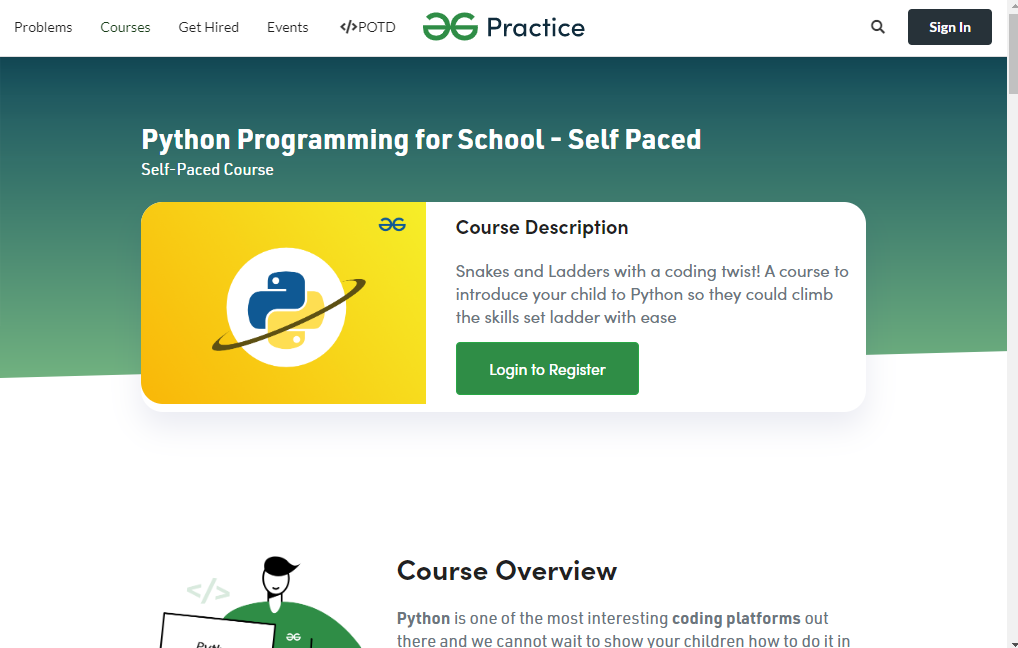 Problems Courses Get Hired Events </>POTD Practice Sign In
Python Programming for School - Self Paced
Self-Paced Course
Course Description
Snakes and Ladders with a coding twist! A course to
introduce your child to Python so they could climb
the skills set ladder with ease
Login to Register
</>
Course Overview
Python is one of the most interesting coding platforms out
there and we cannot wait to show your children how to do it in